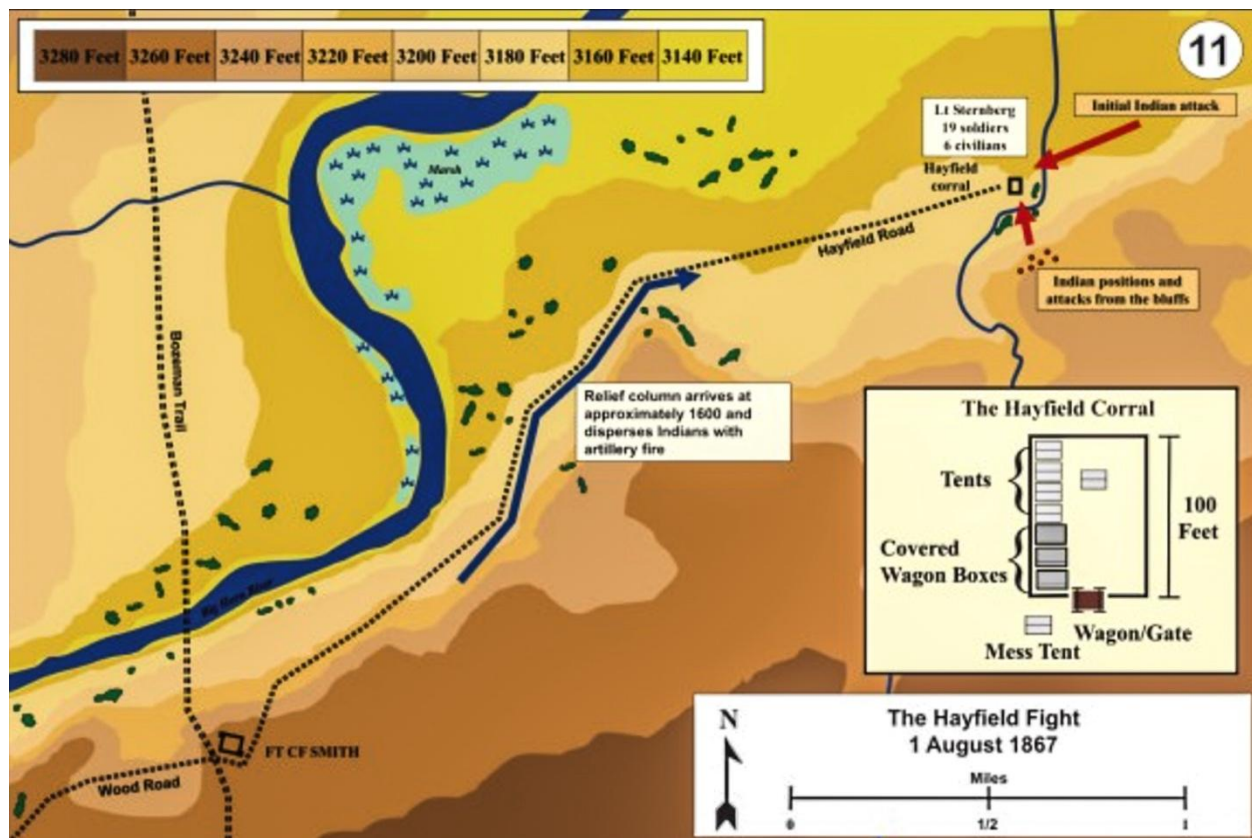 3280 Feet 3260 Feet 3240 Feet 3220 Feet 3200 Feet 3180 Feet 3160 Feet 3140 Feet
11
Lt Sternberg
19 soldiers
6 civilians
Initial Indian attack
Hayfield
corral
Marsh
Hayfield Road
Indian positions and
attacks from the bluffs
Bozeman Trail
Relief column arrives at
approximately 1600 and
disperses Indians with
artillery fire
The Hayfield Corral
Tents
100
Feet
Covered
Wagon Boxes
Wagon/Gate
Mess Tent
Big Horn River
FT CF SMITH
Wood Road
N
The Hayfield Fight
1 August 1867
Miles
0 1/2 1